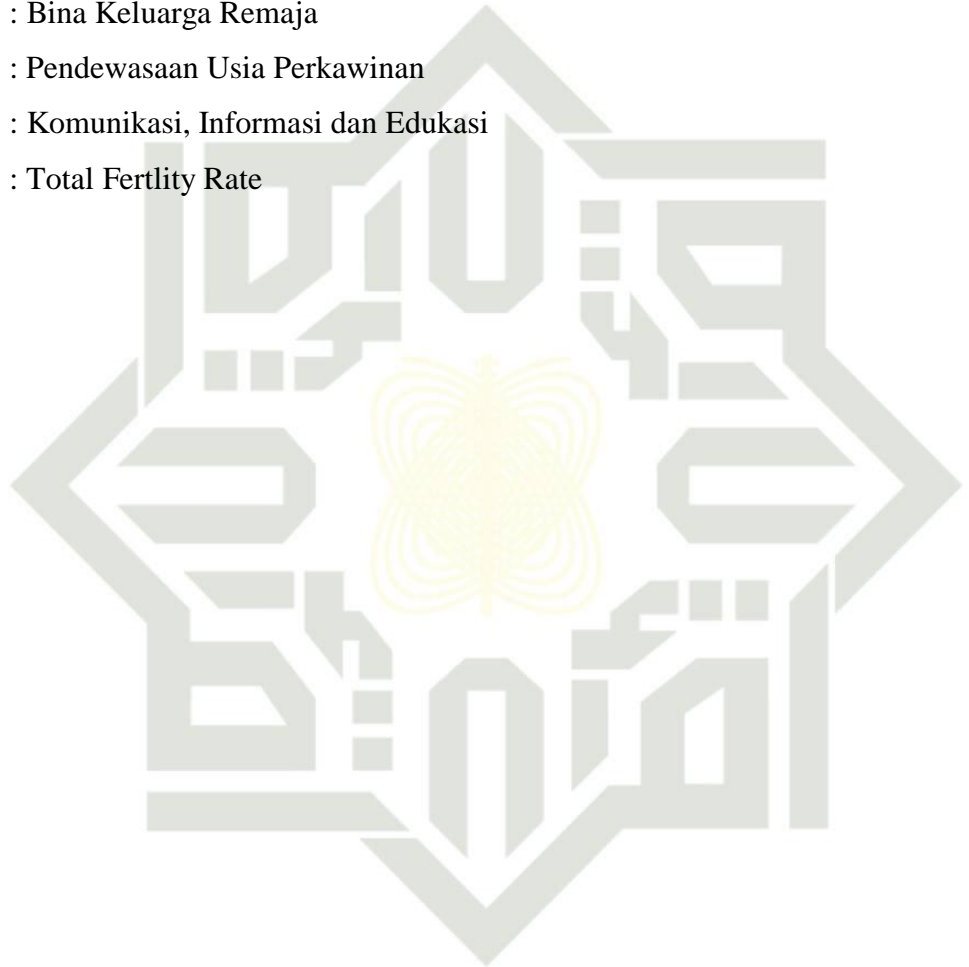 : Bina Keluarga Remaja
: Pendewasaan Usia Perkawinan
: Komunikasi, Informasi dan Edukasi
: Total Fertlity Rate